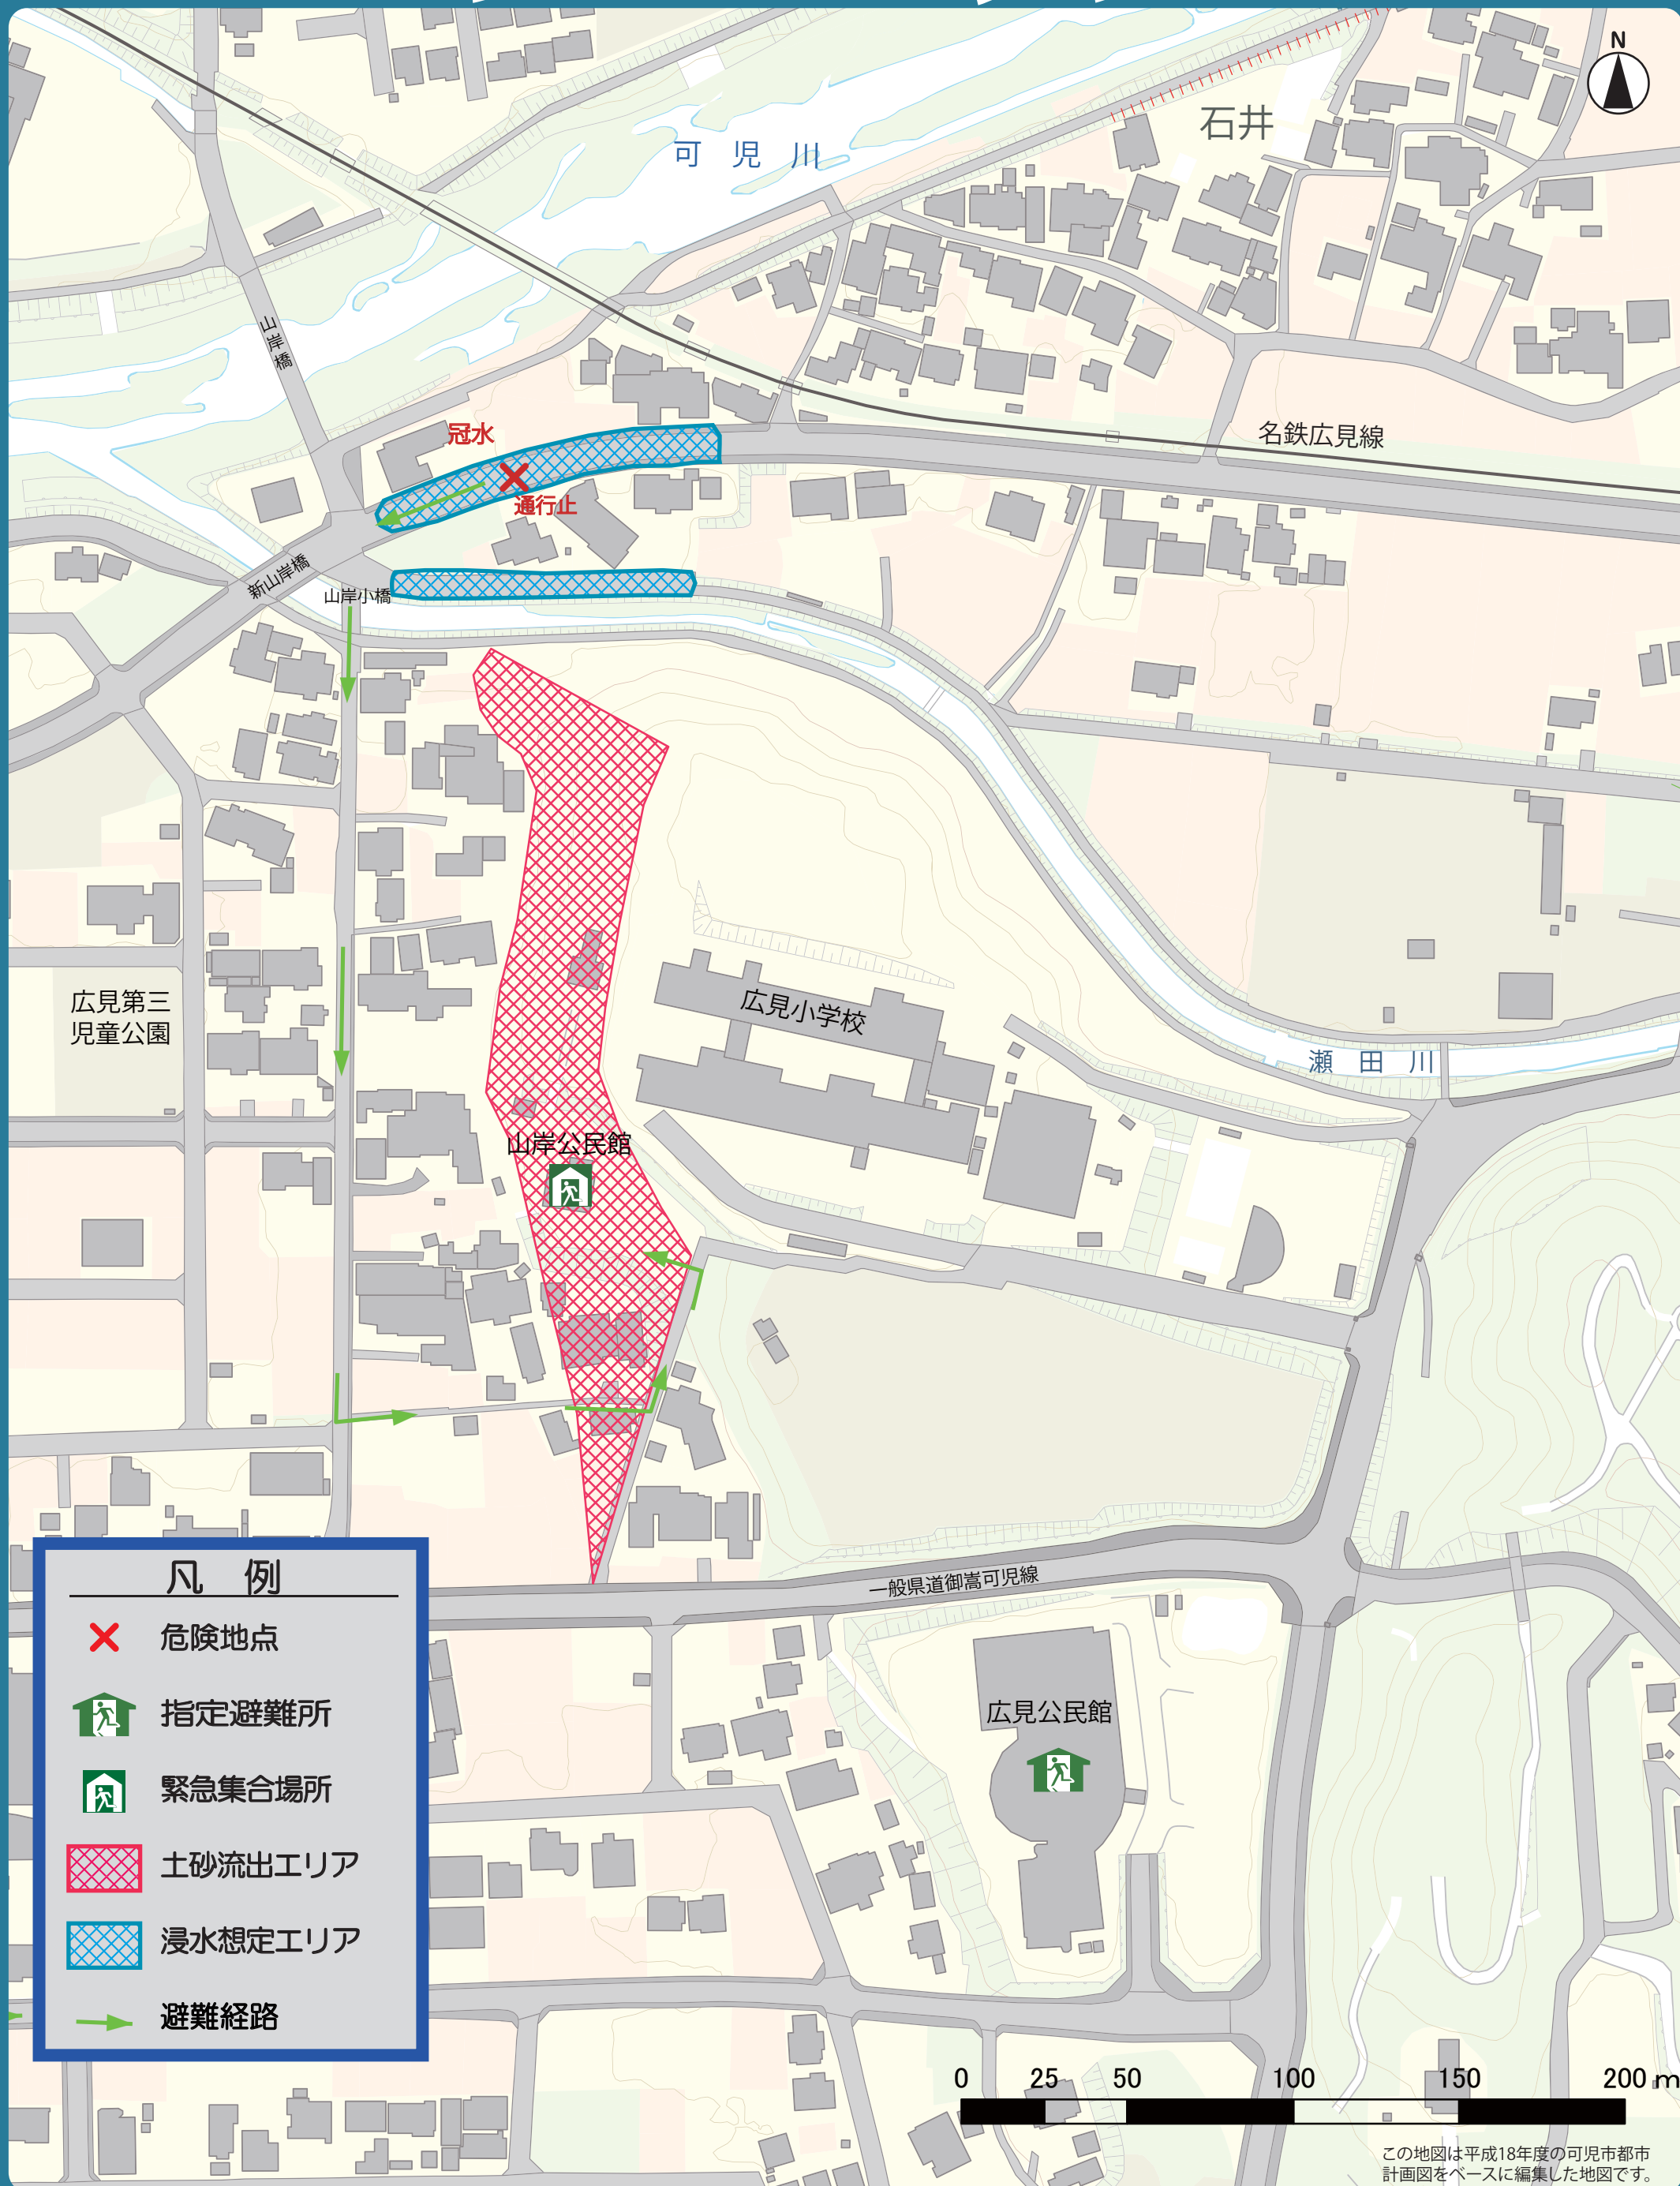 N
石井
可 児 川
山岸橋
名鉄広見線
冠水
通行止
新山岸橋
山岸小橋
広見第三
児童公園
広見小学校
瀬 田 川
山岸公民館
一般県道御嵩可児線
広見公民館
凡 例
危険地点
指定避難所
緊急集合場所
土砂流出エリア
浸水想定エリア
避難経路
0 25 50 100 150 200 m
この地図は平成18年度の可児市都市
計画図をベースに編集した地図です。